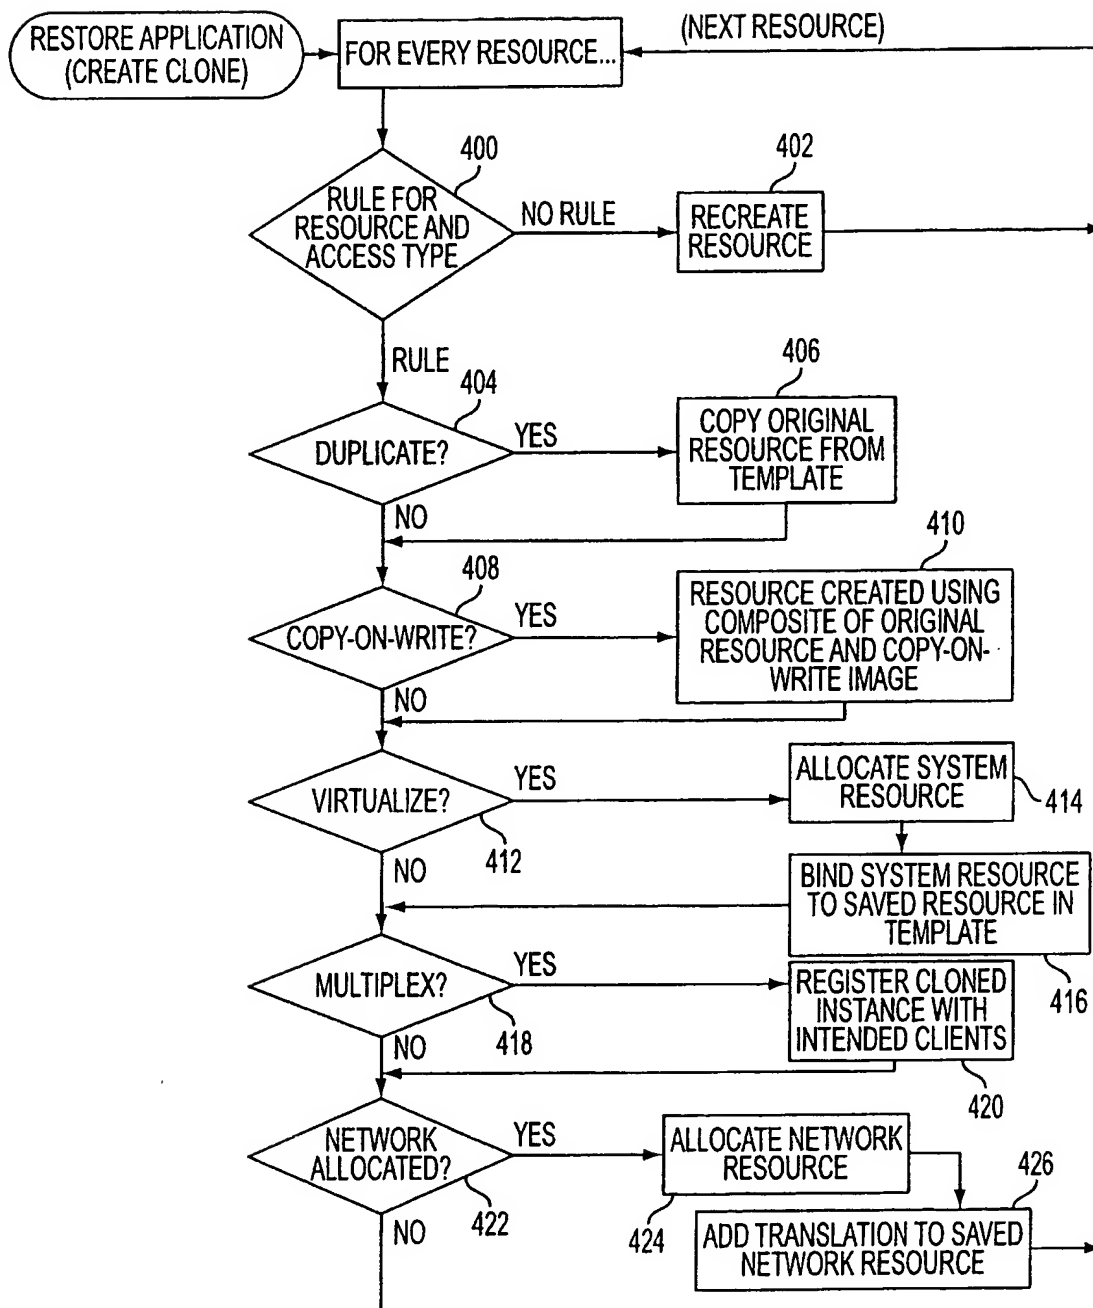 RESTORE APPLICATION
(CREATE CLONE)
FOR EVERY RESOURCE...
(NEXT RESOURCE)
400
RULE FOR
RESOURCE AND
ACCESS TYPE
NO RULE
402
RECREATE
RESOURCE
RULE
404
DUPLICATE?
YES
406
COPY ORIGINAL
RESOURCE FROM
TEMPLATE
NO
408
COPY-ON-WRITE?
YES
410
RESOURCE CREATED USING
COMPOSITE OF ORIGINAL
RESOURCE AND COPY-ON-
WRITE IMAGE
NO
VIRTUALIZE?
412
YES
ALLOCATE SYSTEM
RESOURCE
414
NO
BIND SYSTEM RESOURCE
TO SAVED RESOURCE IN
TEMPLATE
416
MULTIPLEX?
418
YES
REGISTER CLONED
INSTANCE WITH
INTENDED CLIENTS
420
NO
NETWORK
ALLOCATED?
422
YES
ALLOCATE NETWORK
RESOURCE
424
426
ADD TRANSLATION TO SAVED
NETWORK RESOURCE
NO